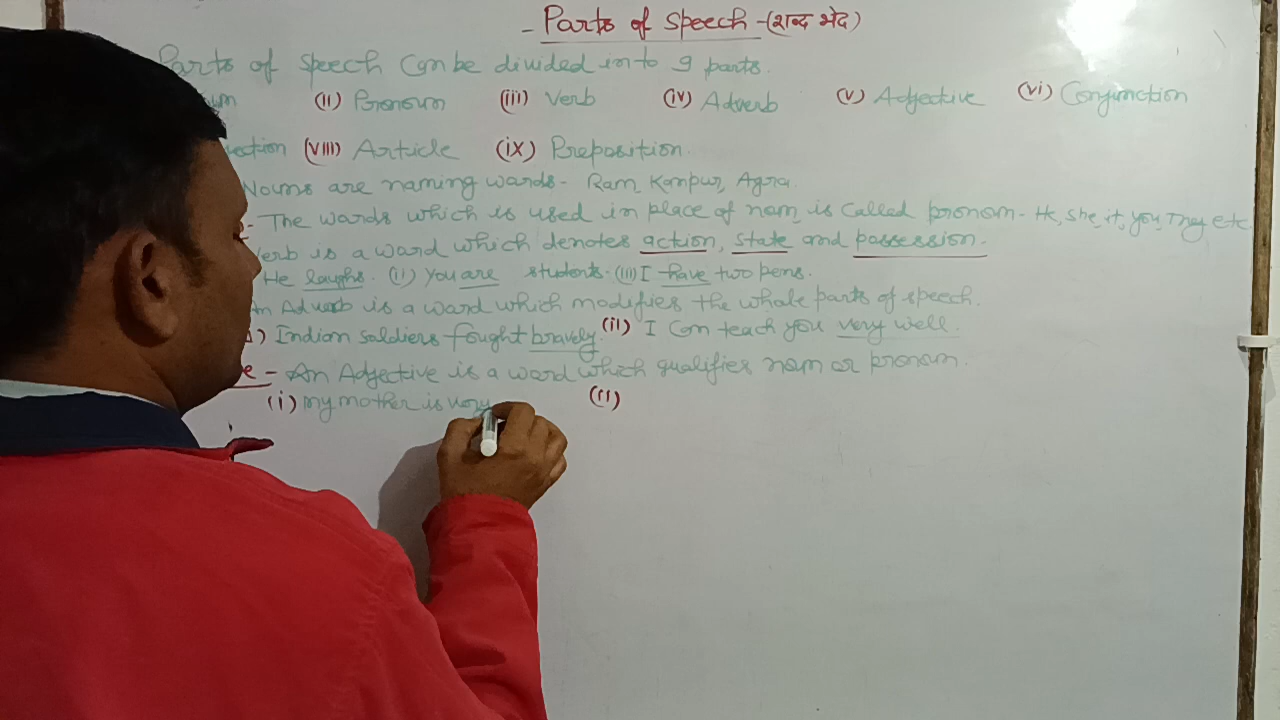 - Parts of speech - (शब्द भेद)
Parts of speech can be divided in to 9 parts.
(ii) Pronoun (iii) Verb (iv) Adverb (v) Adjective (vi) Conjunction
(viii) Article (ix) Preposition.
Nouns are naming words - Ram, Kanpur, Agra.
- The words which is used in place of noun, is called pronoun - He, she, it, you, They etc
Verb is a word which denotes action, state and possession.
He laughs. (ii) You are students. (iii) I have two pens.
An Adverb is a word which modifies the whole parts of speech.
) Indian soldiers fought bravely. (ii) I can teach you very well.
e - An Adjective is a word which qualifies noun or pronoun.
(i) my mother is very (ii)